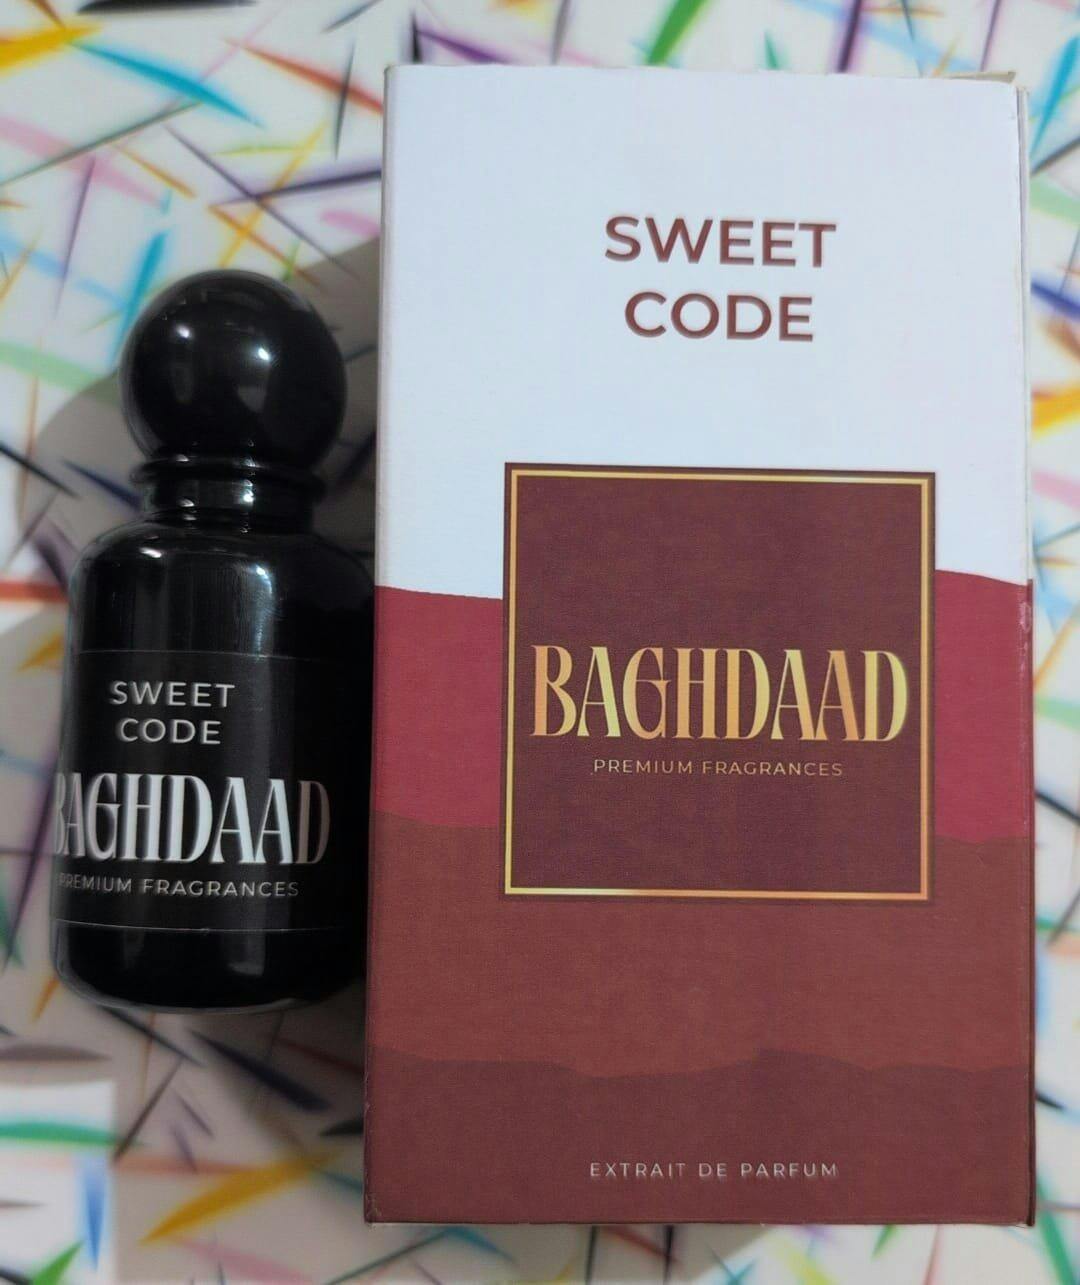 SWEET
CODE
BAGHDAAD
PREMIUM FRAGRANCES
SWEET
CODE
BAGHDAAD
PREMIUM FRAGRANCES
EXTRAIT DE PARFUM